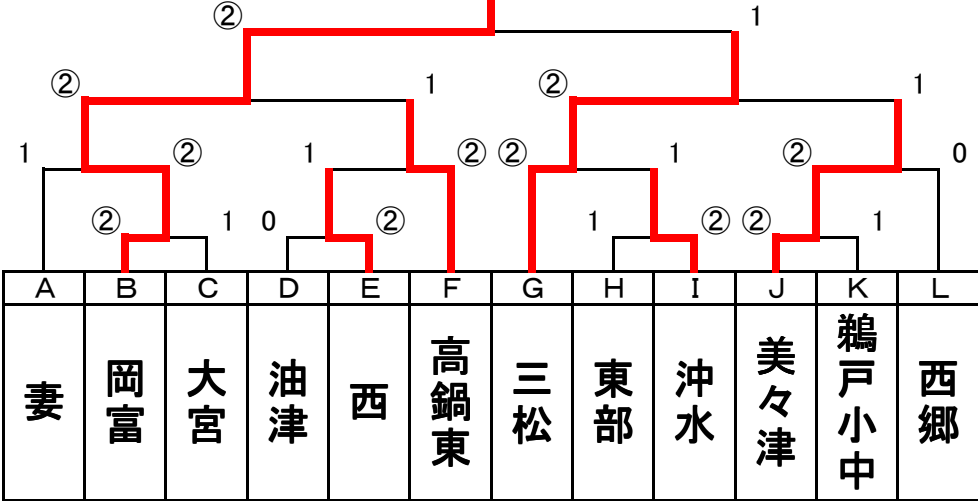 ② 1
② 1 ② 1
1 ② 1 ② ② 1 ② 0
② 1 0 ② 1 ② ② 1
A B C D E F G H I J K L
妻 岡富 大宮 油津 西 高鍋東 三松 東部 沖水 美々津 鵜戸小中 西郷